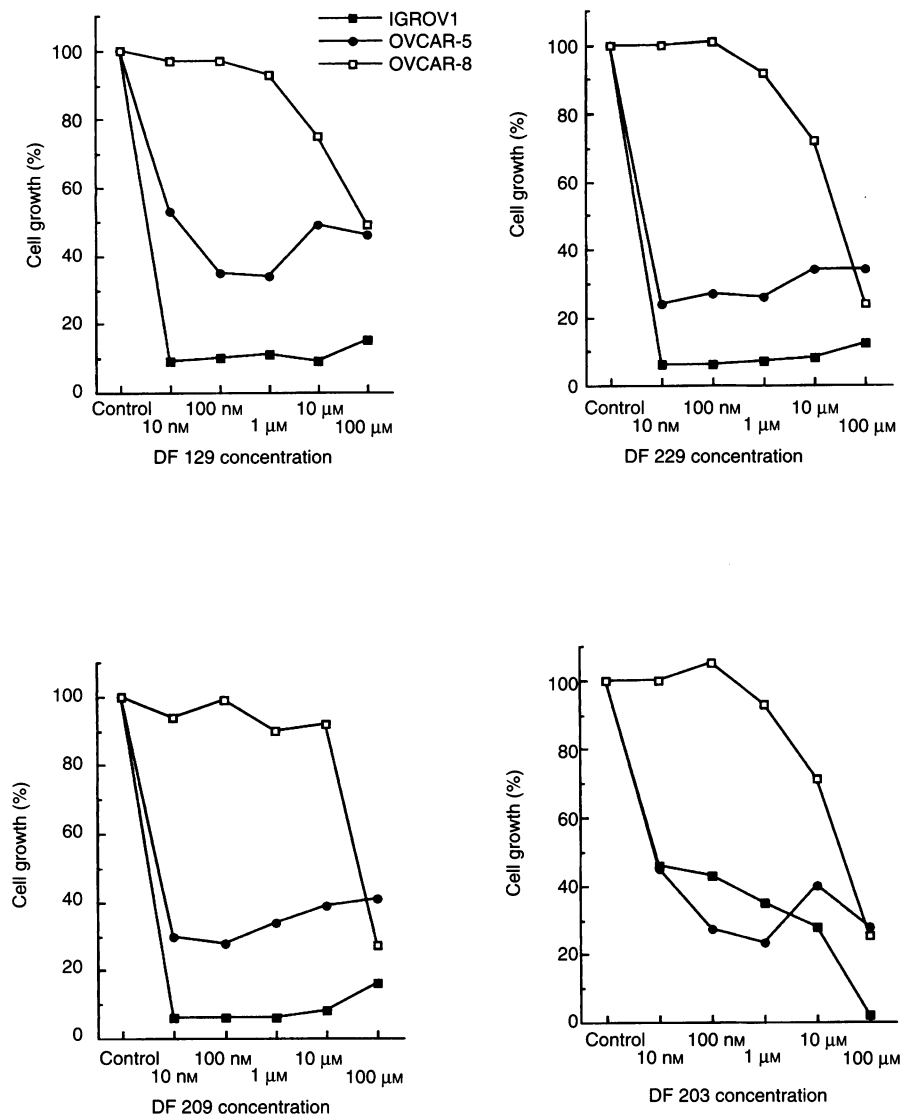 IGROV1
OVCAR-5
OVCAR-8
Cell growth (%)
100
80
60
40
20
0
Control
10 nM
100 nM
1 μM
10 μM
100 μM
DF 129 concentration
Cell growth (%)
100
80
60
40
20
0
Control
10 nM
100 nM
1 μM
10 μM
100 μM
DF 229 concentration
Cell growth (%)
100
80
60
40
20
0
Control
10 nM
100 nM
1 μM
10 μM
100 μM
DF 209 concentration
Cell growth (%)
100
80
60
40
20
0
Control
10 nM
100 nM
1 μM
10 μM
100 μM
DF 203 concentration